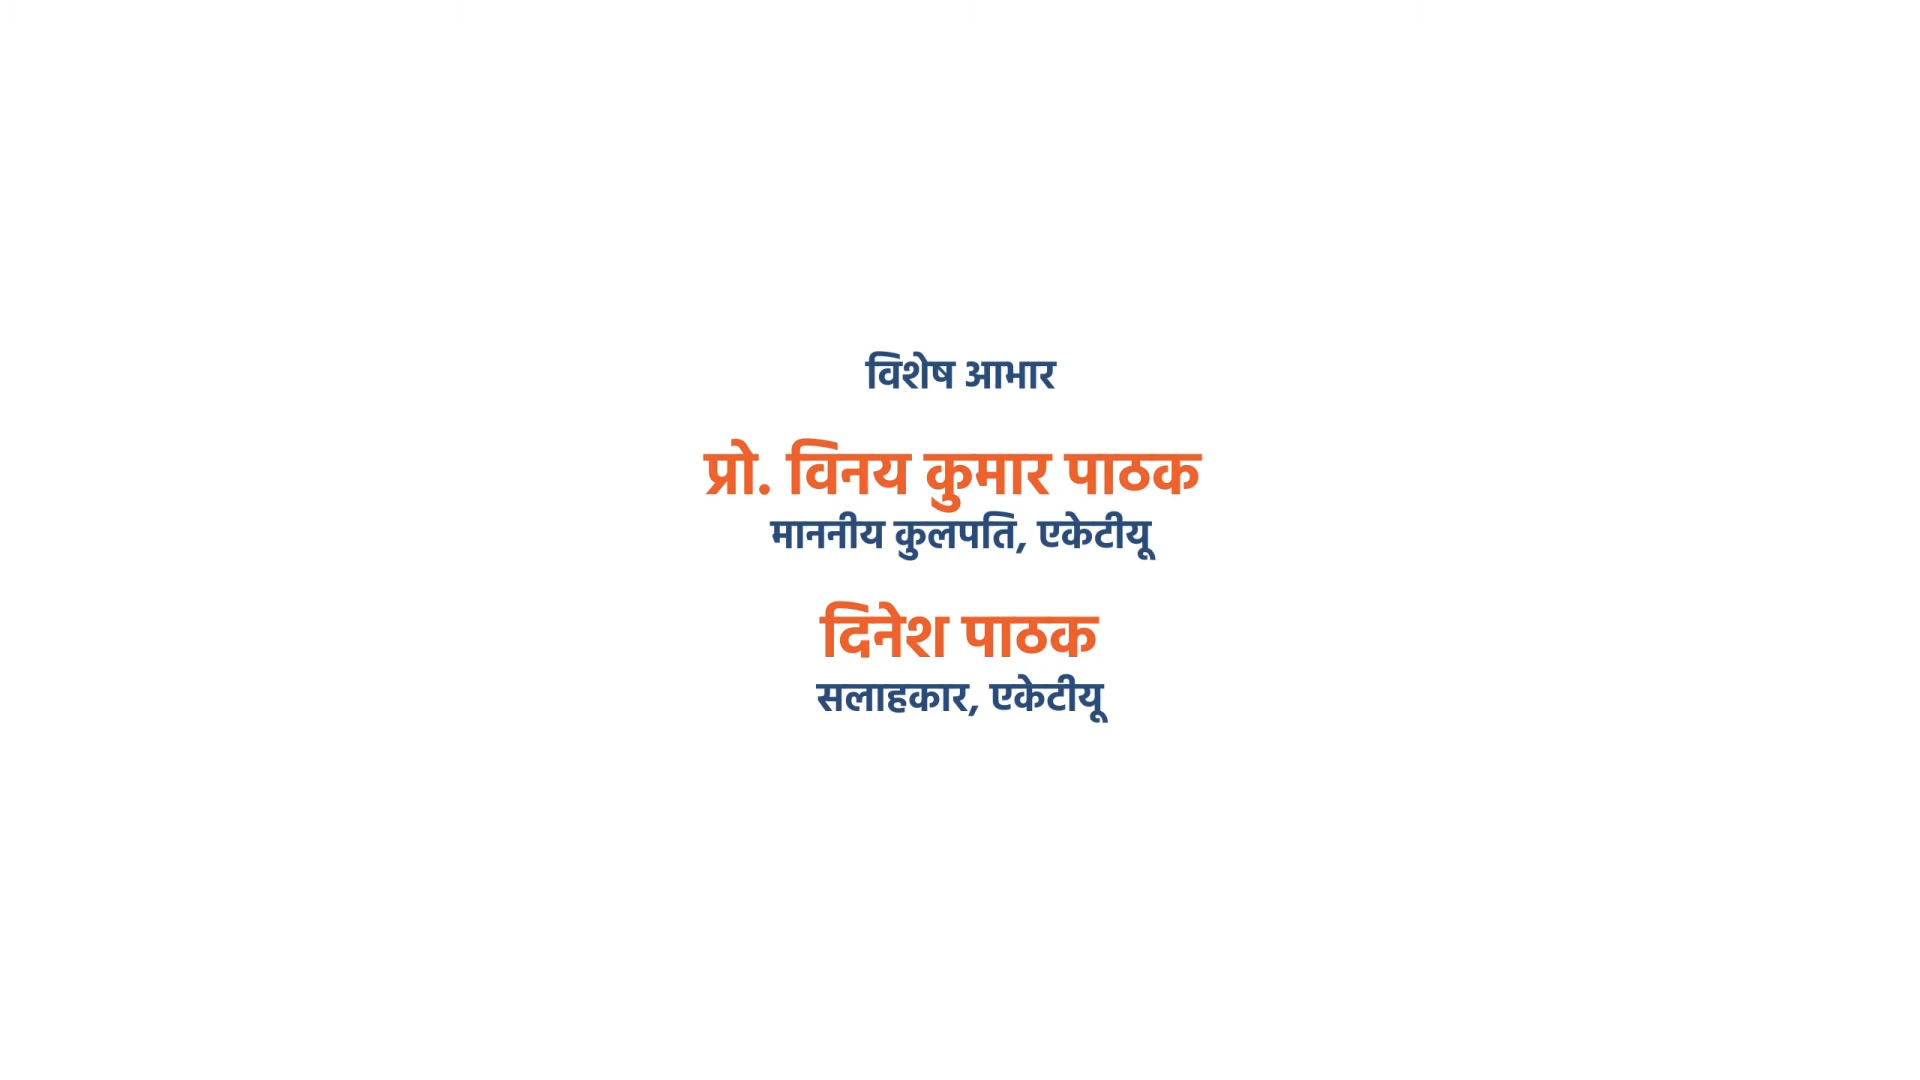 विशेष आभार
प्रो. विनय कुमार पाठक
माननीय कुलपति, एकेटीयू
दिनेश पाठक
सलाहकार, एकेटीयू